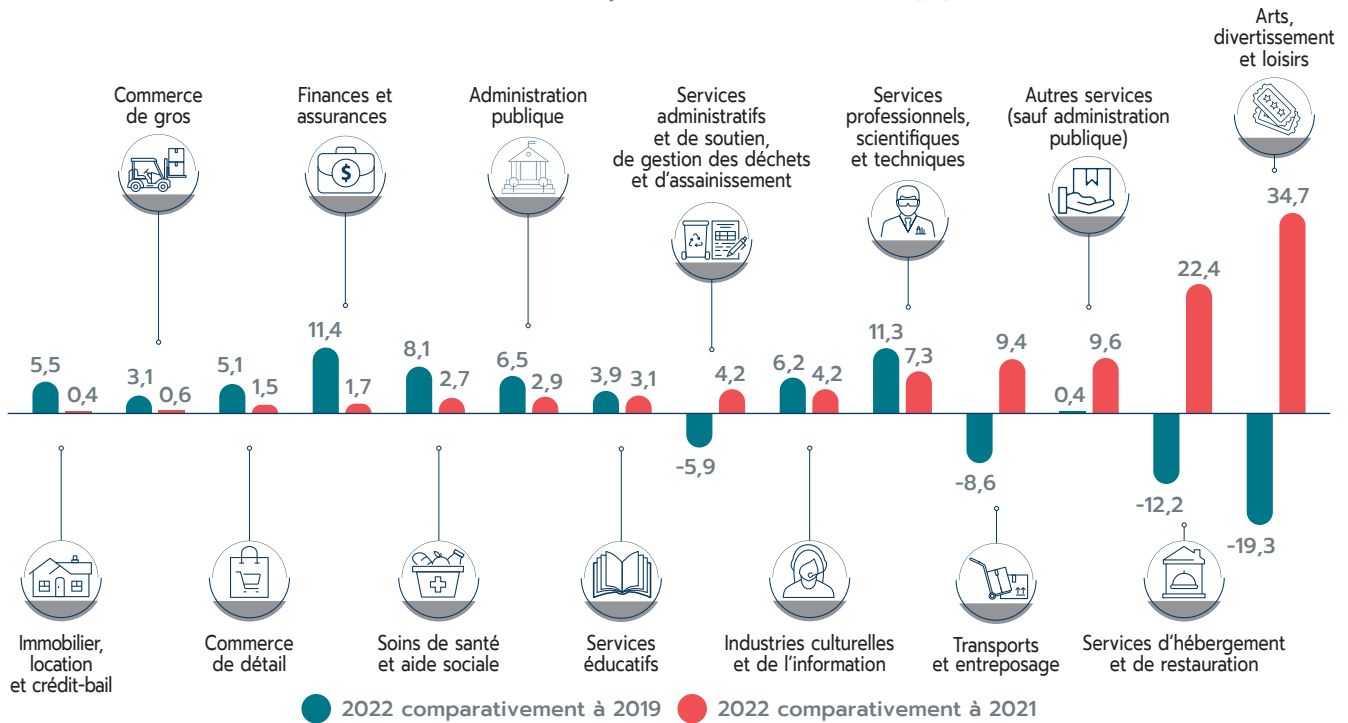 Arts,
divertissement
et loisirs
Commerce
de gros
Finances et
assurances
Administration
publique
Services
administratifs
et de soutien,
de gestion des déchets
et d'assainissement
Services
professionnels,
scientifiques
et techniques
Autres services
(sauf administration
publique)
$
5,5
0,4
3,1
0,6
5,1
1,5
11,4
1,7
8,1
2,7
6,5
2,9
3,9
3,1
-5,9
4,2
6,2
4,2
11,3
7,3
-8,6
9,4
0,4
9,6
-12,2
22,4
-19,3
34,7
Immobilier,
location
et crédit-bail
Commerce
de détail
Soins de santé
et aide sociale
Services
éducatifs
Industries culturelles
et de l'information
Transports
et entreposage
Services d'hébergement
et de restauration
2022 comparativement à 2019
2022 comparativement à 2021